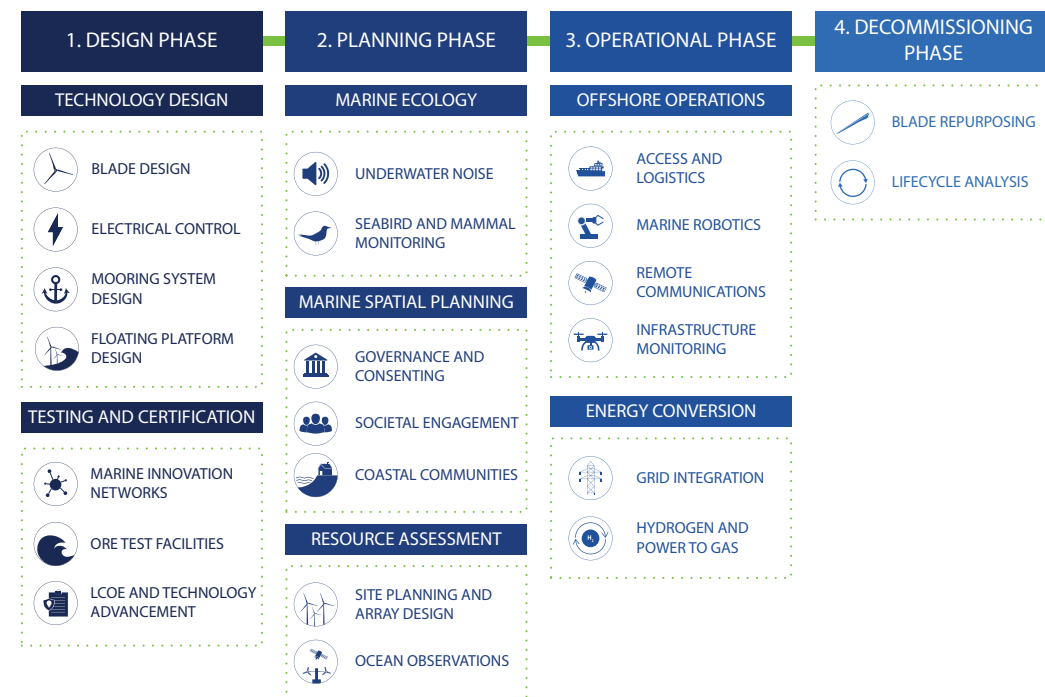 1. DESIGN PHASE
TECHNOLOGY DESIGN
BLADE DESIGN
ELECTRICAL CONTROL
MOORING SYSTEM
DESIGN
FLOATING PLATFORM
DESIGN
TESTING AND CERTIFICATION
MARINE INNOVATION
NETWORKS
ORE TEST FACILITIES
LCOE AND TECHNOLOGY
ADVANCEMENT
2. PLANNING PHASE
MARINE ECOLOGY
UNDERWATER NOISE
SEABIRD AND MAMMAL
MONITORING
MARINE SPATIAL PLANNING
GOVERNANCE AND
CONSENTING
SOCIETAL ENGAGEMENT
COASTAL COMMUNITIES
RESOURCE ASSESSMENT
SITE PLANNING AND
ARRAY DESIGN
OCEAN OBSERVATIONS
3. OPERATIONAL PHASE
OFFSHORE OPERATIONS
ACCESS AND
LOGISTICS
MARINE ROBOTICS
REMOTE
COMMUNICATIONS
INFRASTRUCTURE
MONITORING
ENERGY CONVERSION
GRID INTEGRATION
H₂
HYDROGEN AND
POWER TO GAS
4. DECOMMISSIONING
PHASE
BLADE REPURPOSING
LIFECYCLE ANALYSIS